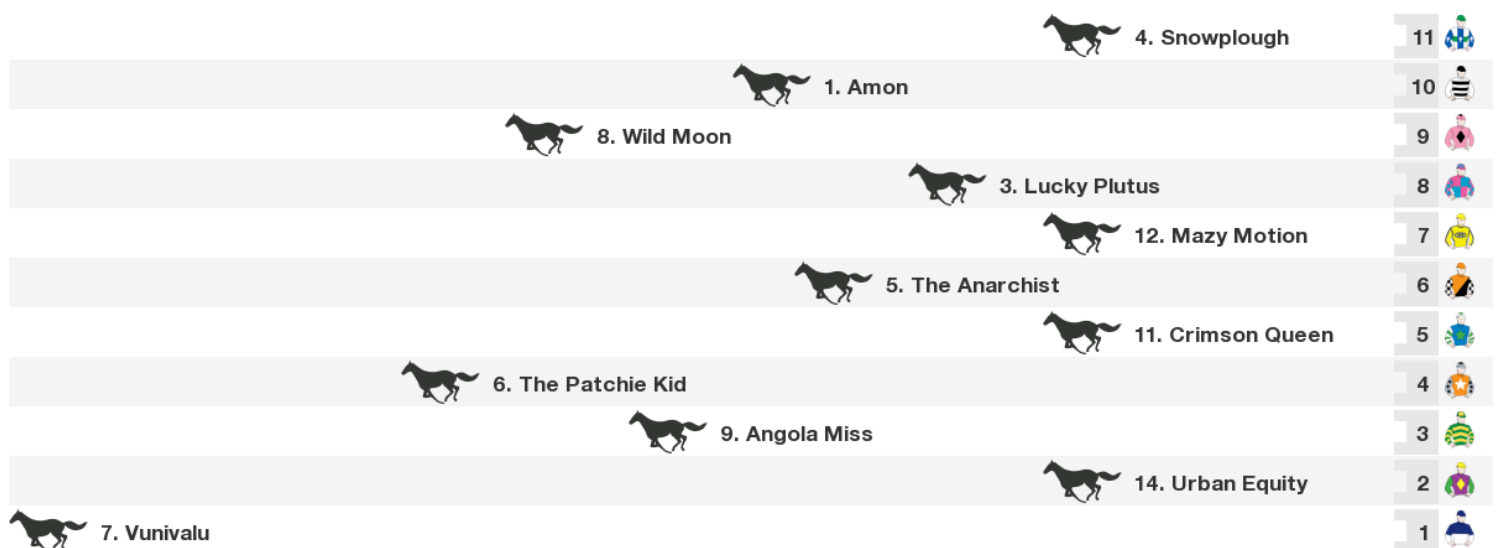 4. Snowplough 11
1. Amon 10
8. Wild Moon 9
3. Lucky Plutus 8
12. Mazy Motion 7
5. The Anarchist 6
11. Crimson Queen 5
6. The Patchie Kid 4
9. Angola Miss 3
14. Urban Equity 2
7. Vunivalu 1